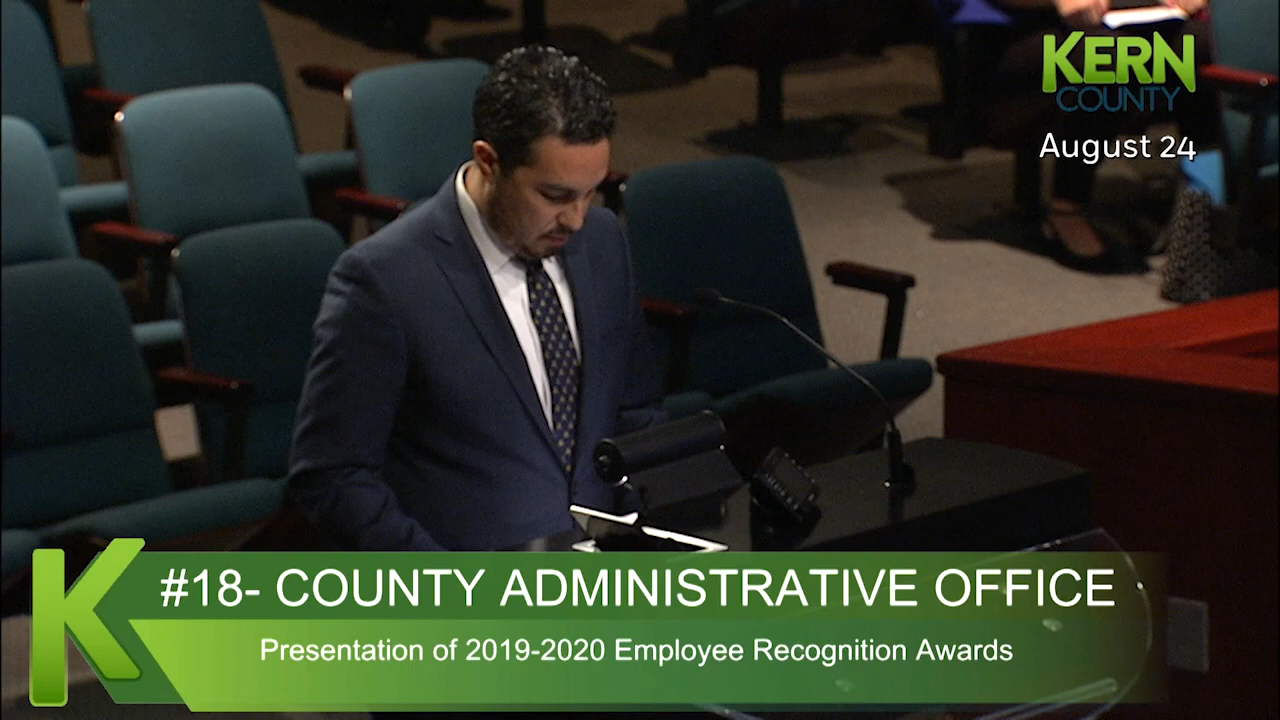 KERN
COUNTY
August 24
K
#18- COUNTY ADMINISTRATIVE OFFICE
Presentation of 2019-2020 Employee Recognition Awards